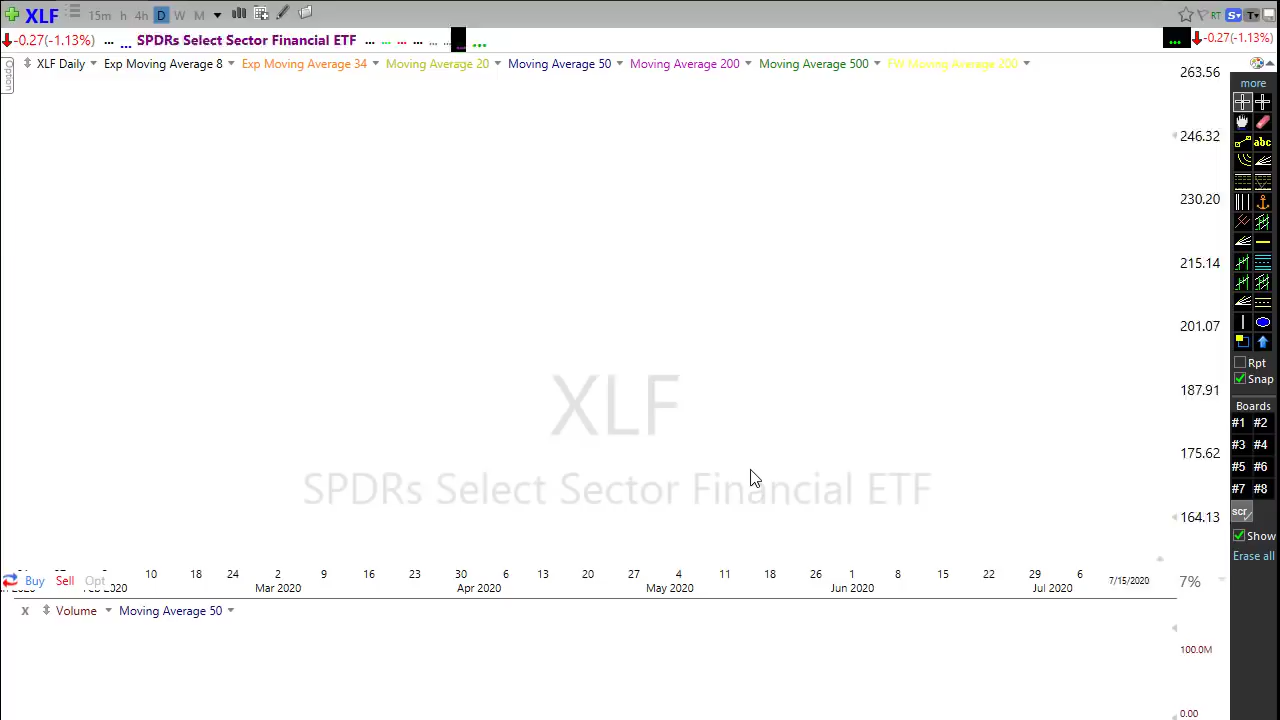 XLF 15m h 4h D W M RT S T
-0.27(-1.13%) ... ... SPDRs Select Sector Financial ETF ... ... ... ... ... ... ... ... ... -0.27(-1.13%)
Option
XLF Daily Exp Moving Average 8 Exp Moving Average 34 Moving Average 20 Moving Average 50 Moving Average 200 Moving Average 500 FW Moving Average 200
263.56
246.32
230.20
215.14
201.07
187.91
175.62
164.13
more
abc
Rpt
Snap
Boards
#1 #2
#3 #4
#5 #6
#7 #8
scr
Show
Erase all
XLF
SPDRs Select Sector Financial ETF
10 18 24 2 9 16 23 30 6 13 20 27 4 11 18 26 1 8 15 22 29 6
Buy Sell Opt 7/15/2020 7%
2020 Mar 2020 Apr 2020 May 2020 Jun 2020 Jul 2020
x Volume Moving Average 50
100.0M
0.00